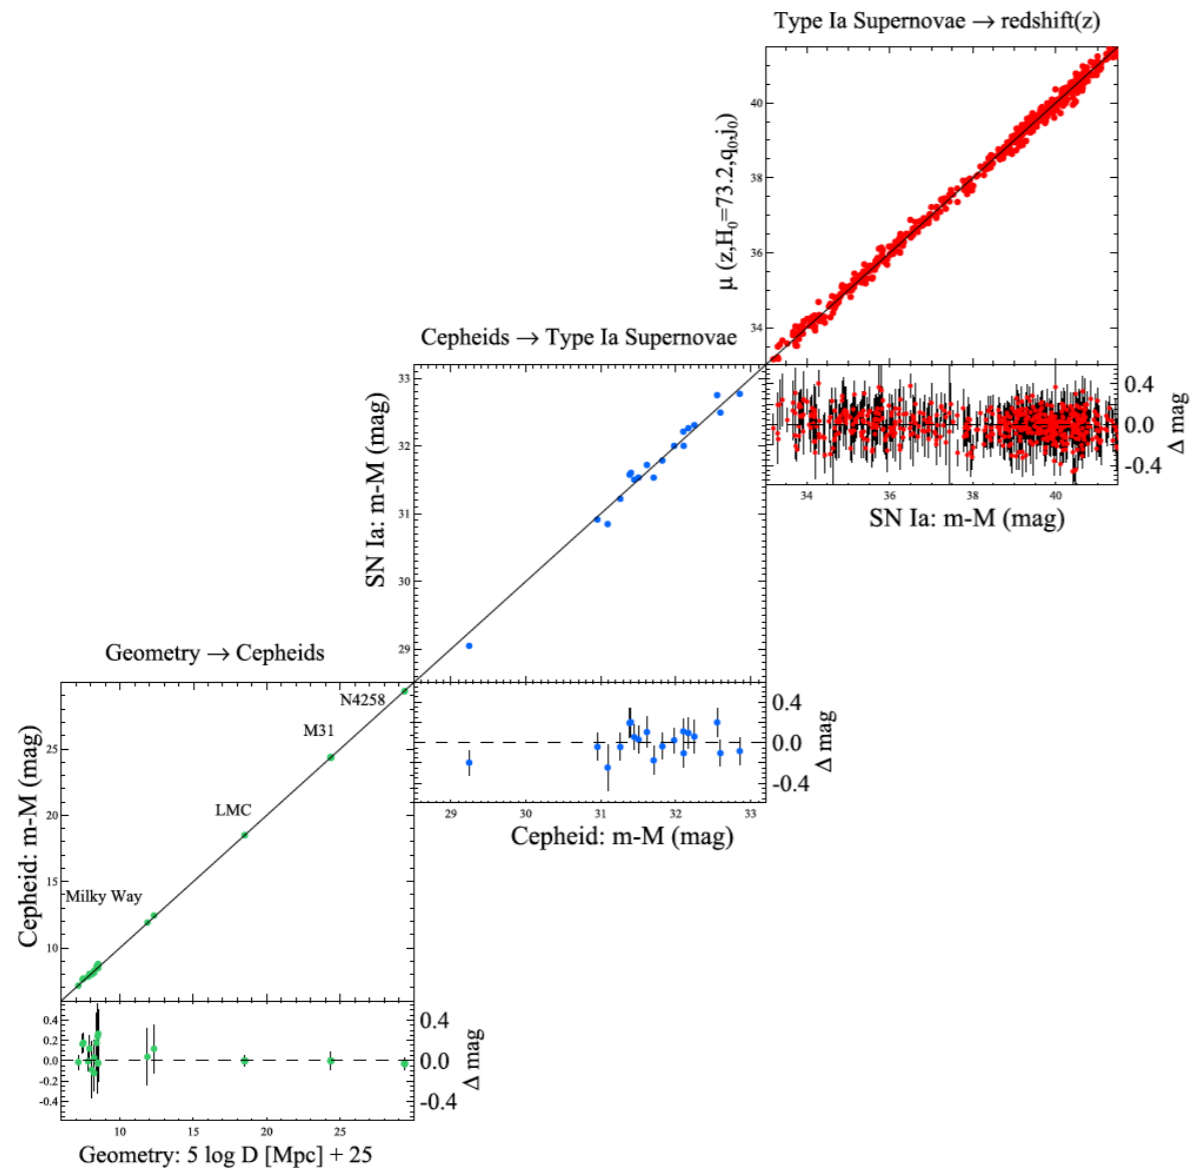 Type Ia Supernovae → redshift(z)
40
38
36
34
μ (z,H₀=73.2,q₀,j₀)
0.4
0.0
-0.4
Δ mag
34 36 38 40
SN Ia: m-M (mag)
Cepheids → Type Ia Supernovae
33
32
31
30
29
SN Ia: m-M (mag)
0.4
0.0
-0.4
Δ mag
29 30 31 32 33
Cepheid: m-M (mag)
Geometry → Cepheids
N4258
M31
LMC
Milky Way
25
20
15
10
Cepheid: m-M (mag)
0.4
0.2
0.0
-0.2
-0.4
0.4
0.0
-0.4
Δ mag
10 15 20 25
Geometry: 5 log D [Mpc] + 25